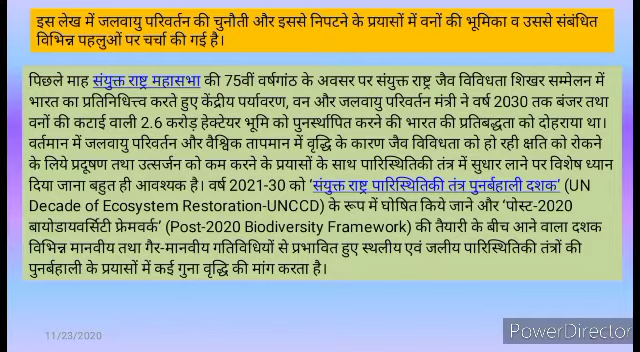 इस लेख में जलवायु परिवर्तन की चुनौती और इससे निपटने के प्रयासों में वनों की भूमिका व उससे संबंधित
विभिन्न पहलुओं पर चर्चा की गई है।
पिछले माह संयुक्त राष्ट्र महासभा की 75वीं वर्षगांठ के अवसर पर संयुक्त राष्ट्र जैव विविधता शिखर सम्मेलन में
भारत का प्रतिनिधित्त्व करते हुए केंद्रीय पर्यावरण, वन और जलवायु परिवर्तन मंत्री ने वर्ष 2030 तक बंजर तथा
वनों की कटाई वाली 2.6 करोड़ हेक्टेयर भूमि को पुनर्स्थापित करने की भारत की प्रतिबद्धता को दोहराया था।
वर्तमान में जलवायु परिवर्तन और वैश्विक तापमान में वृद्धि के कारण जैव विविधता को हो रही क्षति को रोकने
के लिये प्रदूषण तथा उत्सर्जन को कम करने के प्रयासों के साथ पारिस्थितिकी तंत्र में सुधार लाने पर विशेष ध्यान
दिया जाना बहुत ही आवश्यक है। वर्ष 2021-30 को ‘संयुक्त राष्ट्र पारिस्थितिकी तंत्र पुनर्बहाली दशक’ (UN
Decade of Ecosystem Restoration-UNCCD) के रूप में घोषित किये जाने और ‘पोस्ट-2020
बायोडायवर्सिटी फ्रेमवर्क’ (Post-2020 Biodiversity Framework) की तैयारी के बीच आने वाला दशक
विभिन्न मानवीय तथा गैर-मानवीय गतिविधियों से प्रभावित हुए स्थलीय एवं जलीय पारिस्थितिकी तंत्रों की
पुनर्बहाली के प्रयासों में कई गुना वृद्धि की मांग करता है।
11/23/2020
PowerDirector